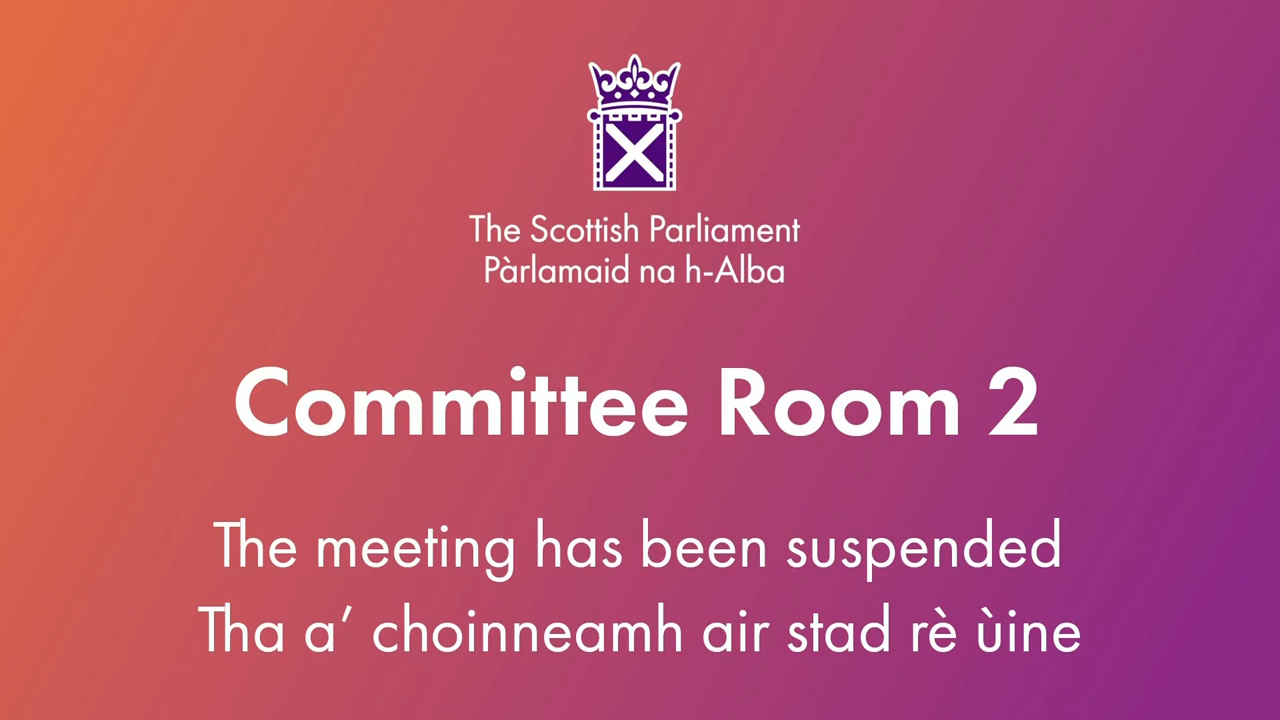 The Scottish Parliament
Pàrlamaid na h-Alba
Committee Room 2
The meeting has been suspended
Tha a’ choinneamh air stad rè ùine